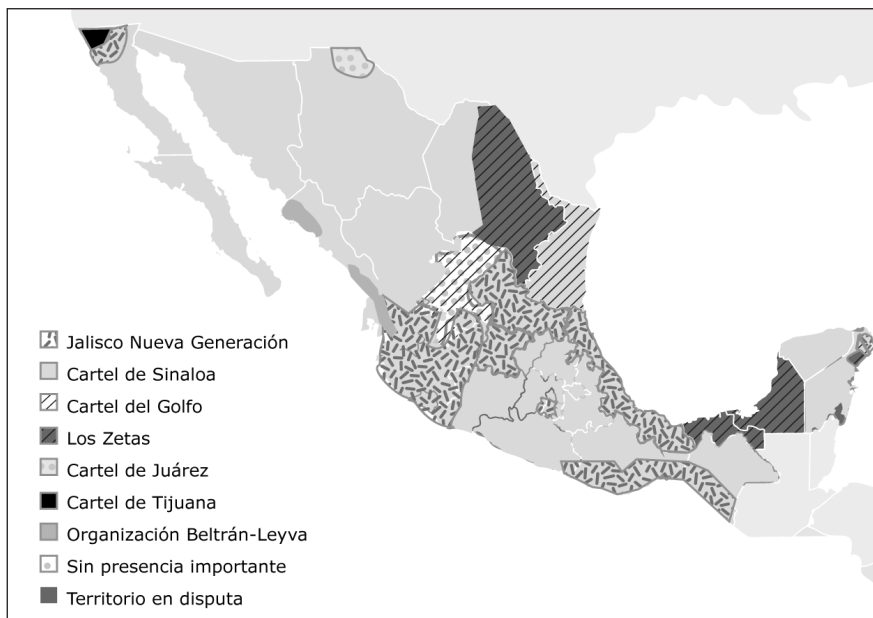 Jalisco Nueva Generación
Cartel de Sinaloa
Cartel del Golfo
Los Zetas
Cartel de Juárez
Cartel de Tijuana
Organización Beltrán-Leyva
Sin presencia importante
Territorio en disputa